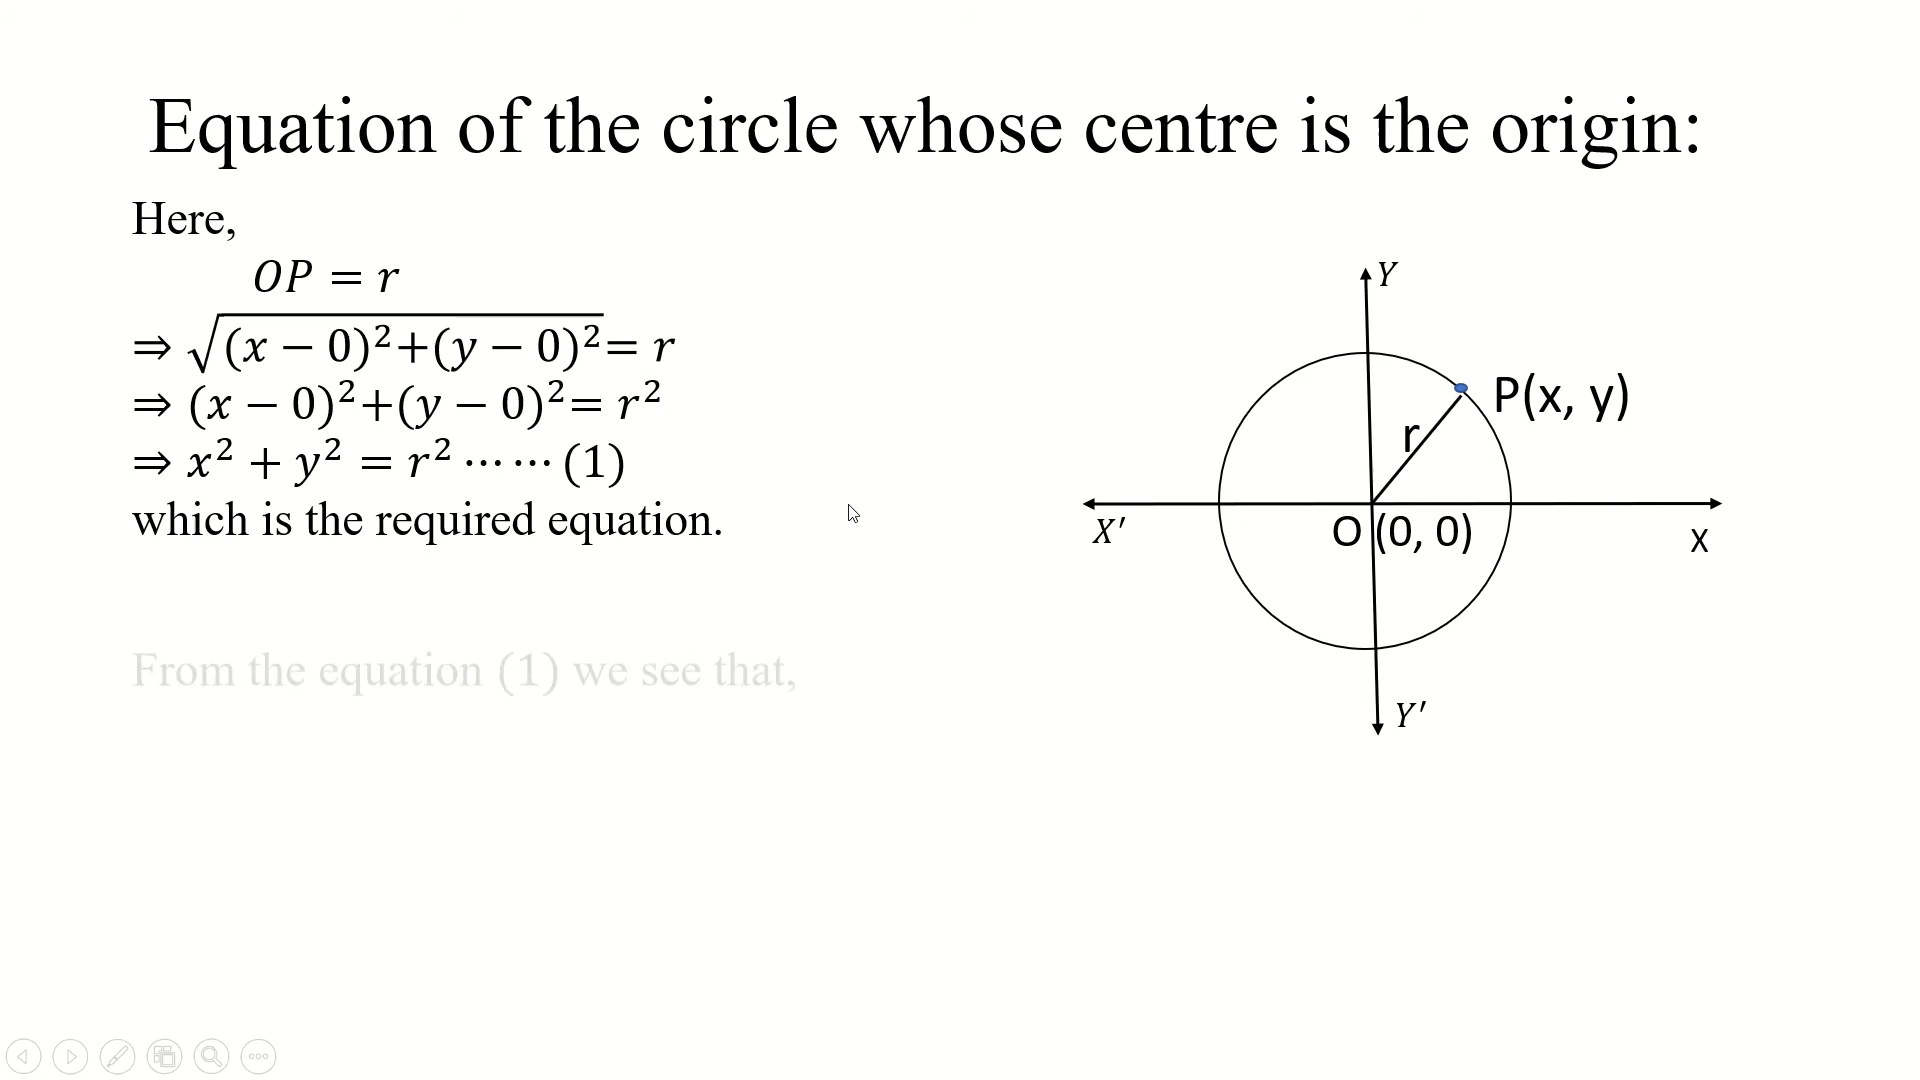 Equation of the circle whose centre is the origin:
Here,
𝑂𝑃 = 𝑟
⇒ √(𝑥 − 0)²+(𝑦 − 0)²= 𝑟
⇒ (𝑥 − 0)²+(𝑦 − 0)²= 𝑟²
⇒ 𝑥² + 𝑦² = 𝑟² ⋯⋯ (1)
which is the required equation.
From the equation (1) we see that,
𝑌
P(x, y)
r
O (0, 0)
𝑋′
X
𝑌′